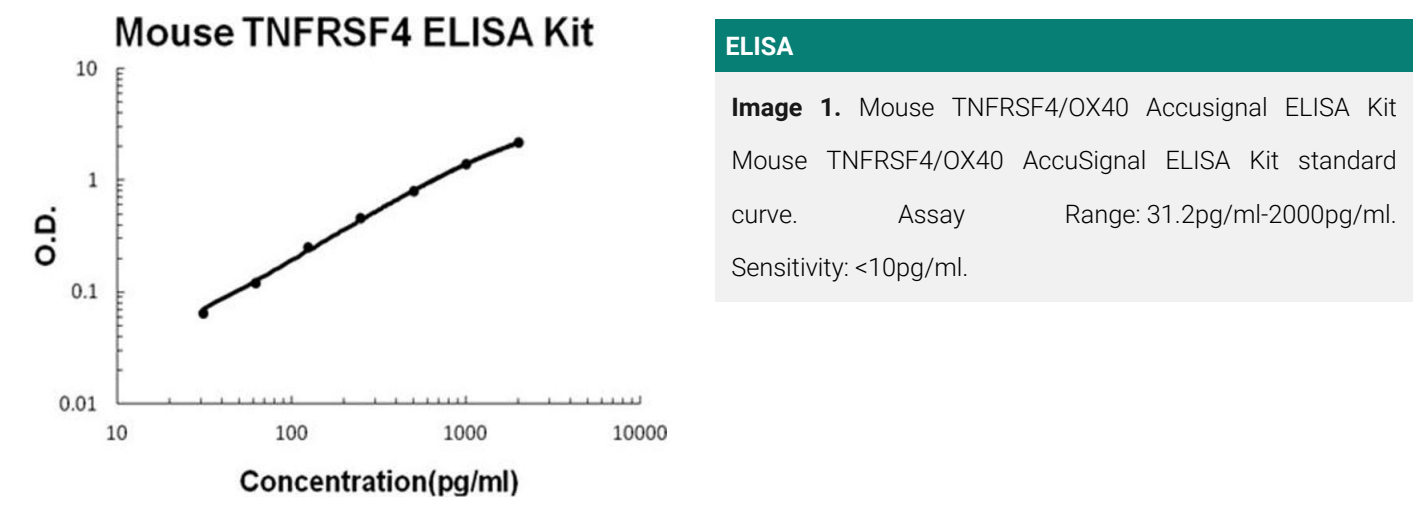 Mouse TNFRSF4 ELISA Kit
10
1
0.1
0.01
O.D.
10 100 1000 10000
Concentration(pg/ml)
ELISA
Image 1. Mouse TNFRSF4/OX40 Accusignal ELISA Kit
Mouse TNFRSF4/OX40 AccuSignal ELISA Kit standard
curve. Assay Range: 31.2pg/ml-2000pg/ml.
Sensitivity: <10pg/ml.